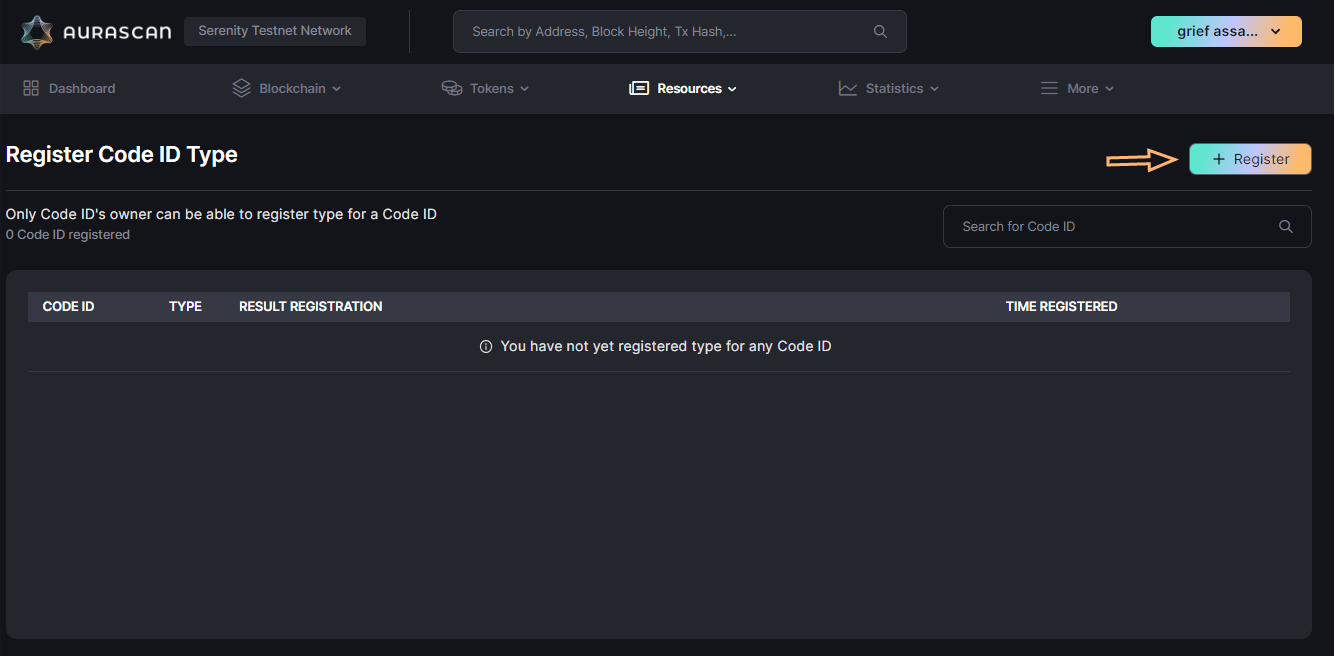 AURASCAN
Serenity Testnet Network
Search by Address, Block Height, Tx Hash,...
grief assa...
Dashboard
Blockchain
Tokens
Resources
Statistics
More
Register Code ID Type
+ Register
Only Code ID's owner can be able to register type for a Code ID
0 Code ID registered
Search for Code ID
CODE ID TYPE RESULT REGISTRATION TIME REGISTERED
You have not yet registered type for any Code ID